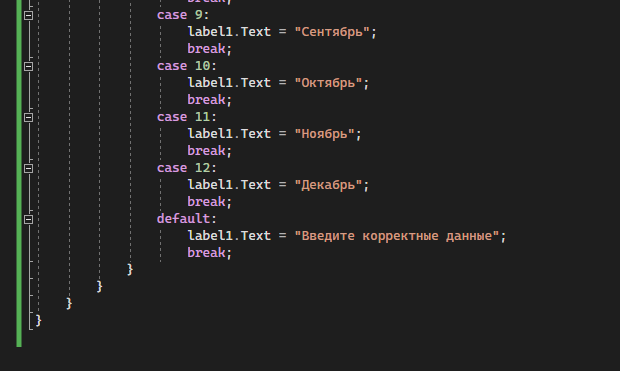 break;
case 9:
label1.Text = "Сентябрь";
break;
case 10:
label1.Text = "Октябрь";
break;
case 11:
label1.Text = "Ноябрь";
break;
case 12:
label1.Text = "Декабрь";
break;
default:
label1.Text = "Введите корректные данные";
break;
}
}
}
}